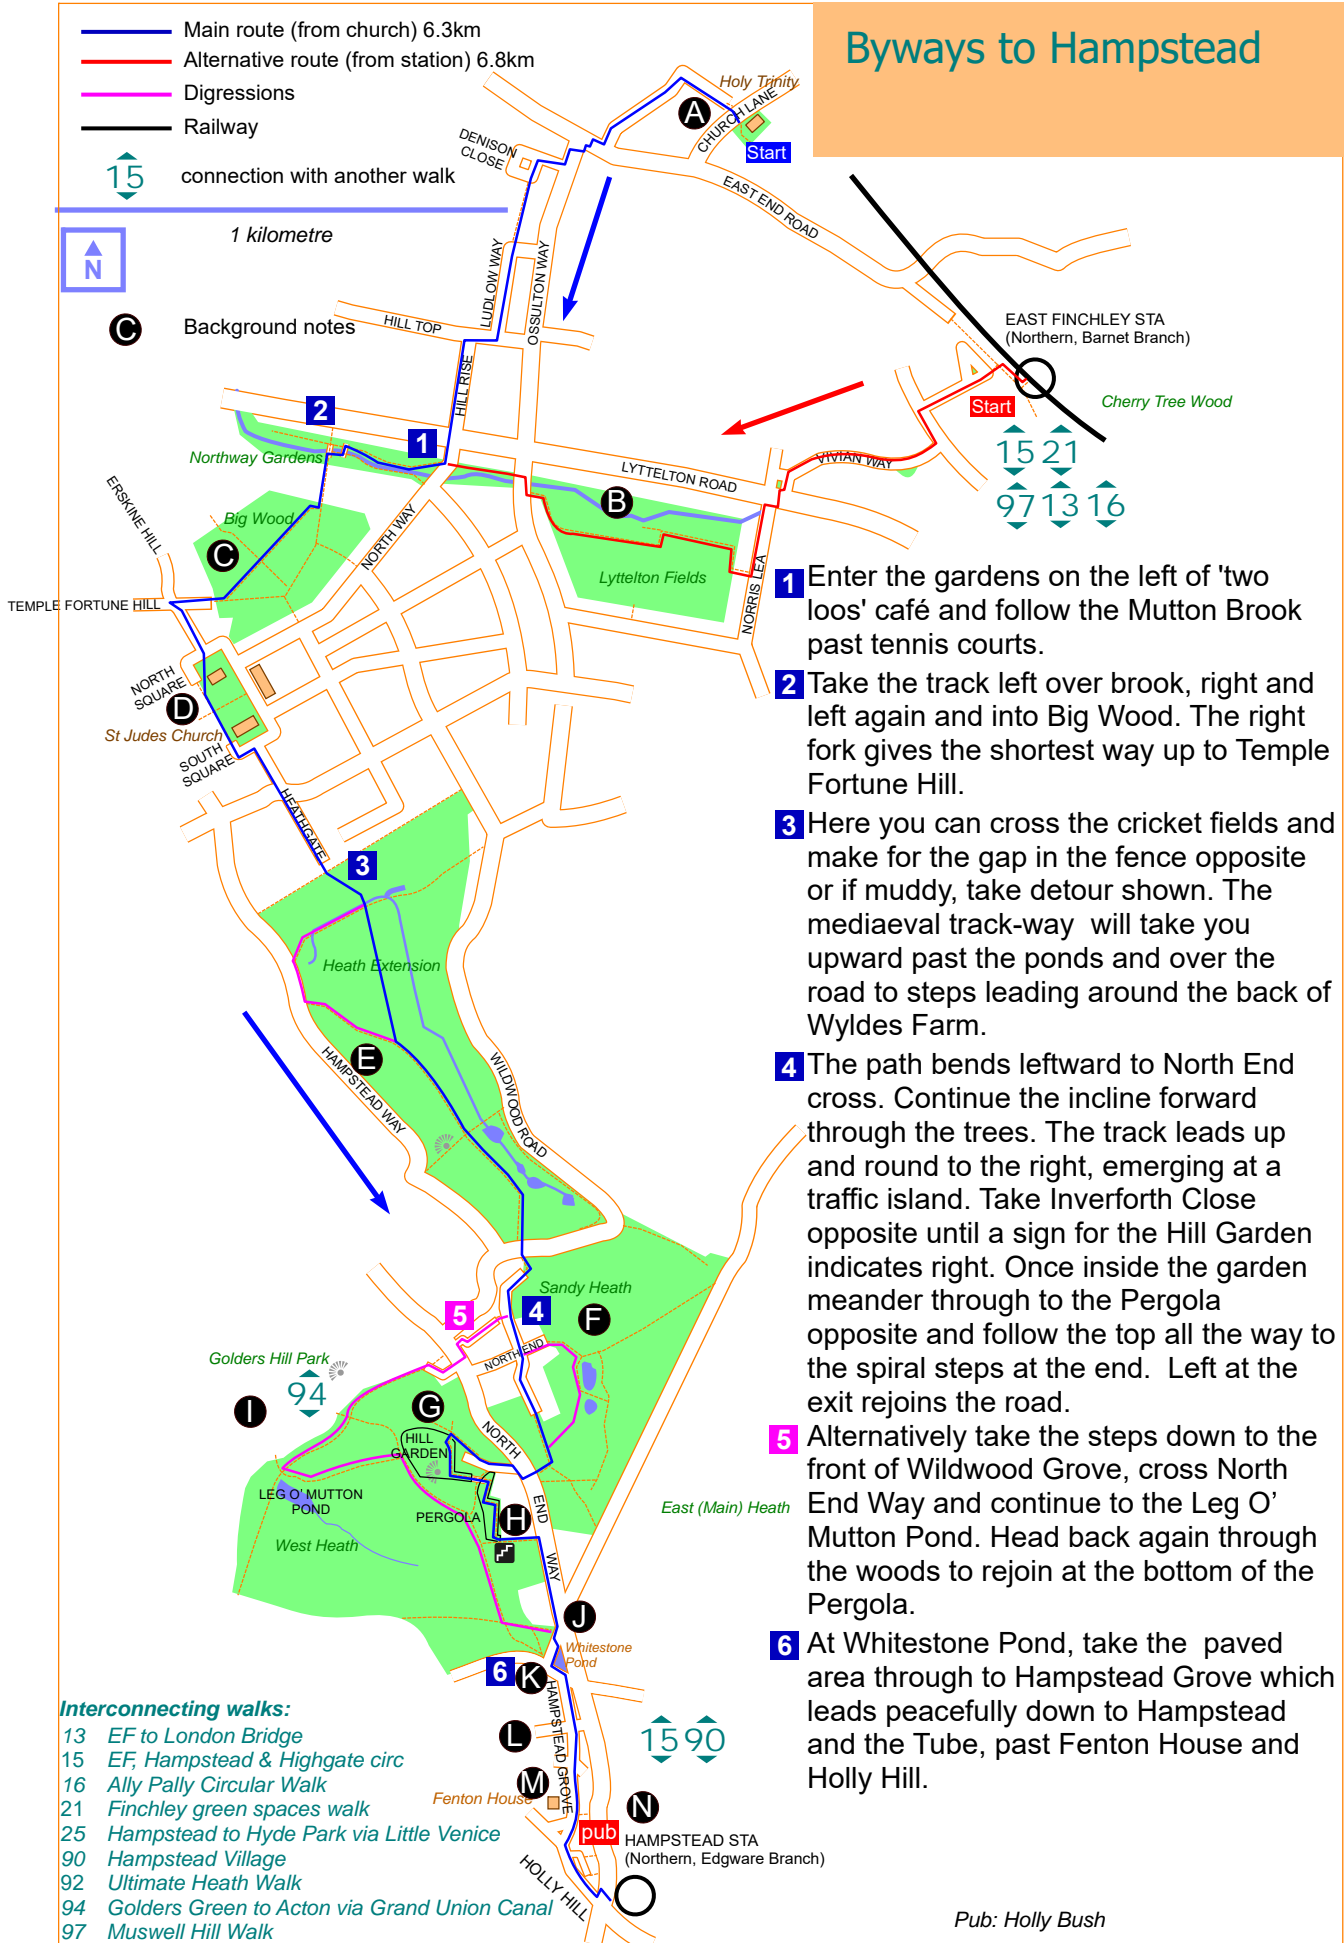 Byways to Hampstead
Main route (from church) 6.3km
Alternative route (from station) 6.8km
Digressions
Railway
15
connection with another walk
1 kilometre
N
C
Background notes
Holy Trinity
A
CHURCH LANE
Start
DENISON
CLOSE
EAST END ROAD
LUDLOW WAY
OSSULTON WAY
HILL TOP
HILL RISE
EAST FINCHLEY STA
(Northern, Barnet Branch)
Start
Cherry Tree Wood
15 21
97 13 16
2
1
Northway Gardens
LYTTELTON ROAD
VIVIAN WAY
B
ERSKINE HILL
Big Wood
C
NORTH WAY
Lyttelton Fields
NORRIS LEA
TEMPLE FORTUNE HILL
NORTH
SQUARE
D
St Judes Church
SOUTH
SQUARE
HEATHGATE
3
Heath Extension
E
HAMPSTEAD WAY
WILDWOOD ROAD
Sandy Heath
5
4
F
NORTH END
Golders Hill Park
94
I
G
HILL
GARDEN
NORTH
END
WAY
LEG O' MUTTON
POND
PERGOLA
H
East (Main) Heath
West Heath
J
Whitestone
Pond
6
K
HAMPSTEAD GROVE
L
15 90
M
Fenton House
N
pub
HAMPSTEAD STA
(Northern, Edgware Branch)
HOLLY HILL
1 Enter the gardens on the left of 'two
loos' café and follow the Mutton Brook
past tennis courts.
2 Take the track left over brook, right and
left again and into Big Wood. The right
fork gives the shortest way up to Temple
Fortune Hill.
3 Here you can cross the cricket fields and
make for the gap in the fence opposite
or if muddy, take detour shown. The
mediaeval track-way will take you
upward past the ponds and over the
road to steps leading around the back of
Wyldes Farm.
4 The path bends leftward to North End
cross. Continue the incline forward
through the trees. The track leads up
and round to the right, emerging at a
traffic island. Take Inverforth Close
opposite until a sign for the Hill Garden
indicates right. Once inside the garden
meander through to the Pergola
opposite and follow the top all the way to
the spiral steps at the end. Left at the
exit rejoins the road.
5 Alternatively take the steps down to the
front of Wildwood Grove, cross North
End Way and continue to the Leg O’
Mutton Pond. Head back again through
the woods to rejoin at the bottom of the
Pergola.
6 At Whitestone Pond, take the paved
area through to Hampstead Grove which
leads peacefully down to Hampstead
and the Tube, past Fenton House and
Holly Hill.
Interconnecting walks:
13 EF to London Bridge
15 EF, Hampstead & Highgate circ
16 Ally Pally Circular Walk
21 Finchley green spaces walk
25 Hampstead to Hyde Park via Little Venice
90 Hampstead Village
92 Ultimate Heath Walk
94 Golders Green to Acton via Grand Union Canal
97 Muswell Hill Walk
Pub: Holly Bush